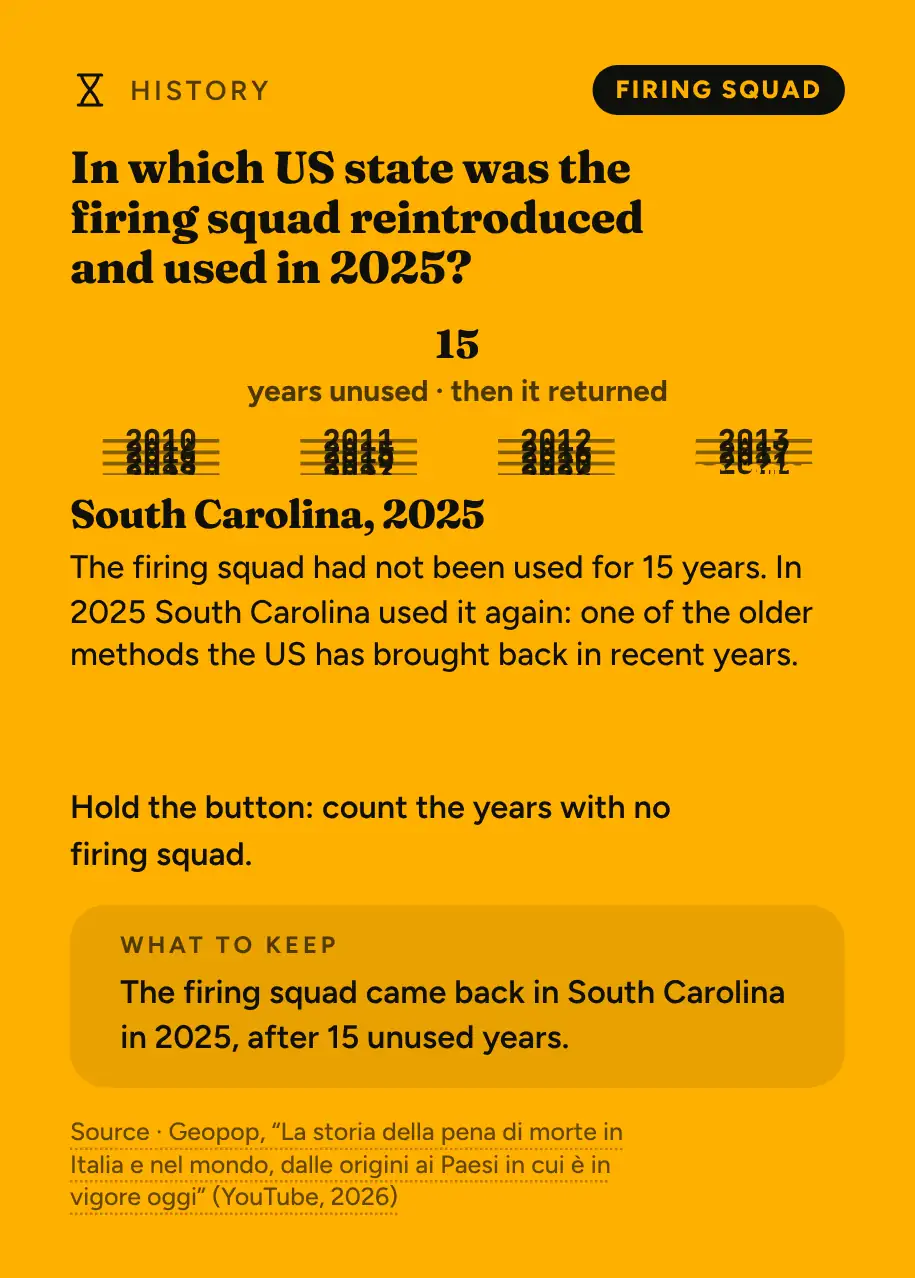 HISTORY
FIRING SQUAD
In which US state was the
firing squad reintroduced
and used in 2025?
15
years unused · then it returned
2010 2011 2012 2013
South Carolina, 2025
The firing squad had not been used for 15 years. In
2025 South Carolina used it again: one of the older
methods the US has brought back in recent years.
Hold the button: count the years with no
firing squad.
WHAT TO KEEP
The firing squad came back in South Carolina
in 2025, after 15 unused years.
Source · Geopop, “La storia della pena di morte in
Italia e nel mondo, dalle origini ai Paesi in cui è in
vigore oggi” (YouTube, 2026)